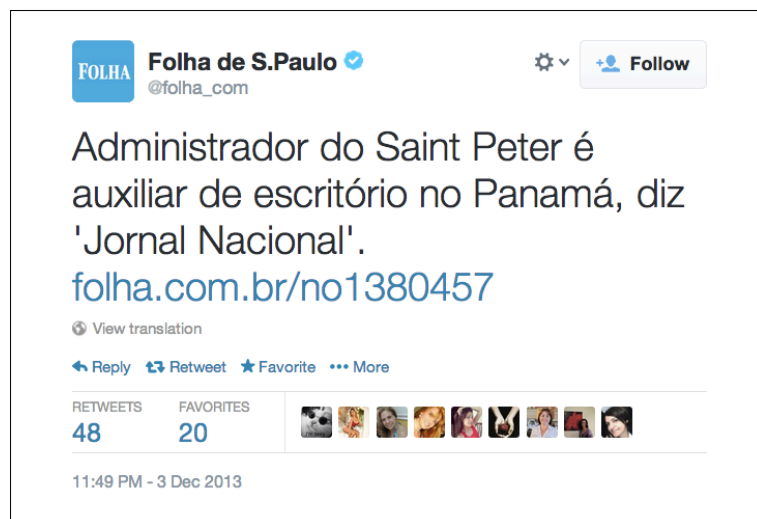 FOLHA
Folha de S.Paulo
Follow
@folha_com
Administrador do Saint Peter é
auxiliar de escritório no Panamá, diz
'Jornal Nacional'.
folha.com.br/no1380457
View translation
Reply Retweet Favorite More
RETWEETS FAVORITES
48 20
11:49 PM - 3 Dec 2013